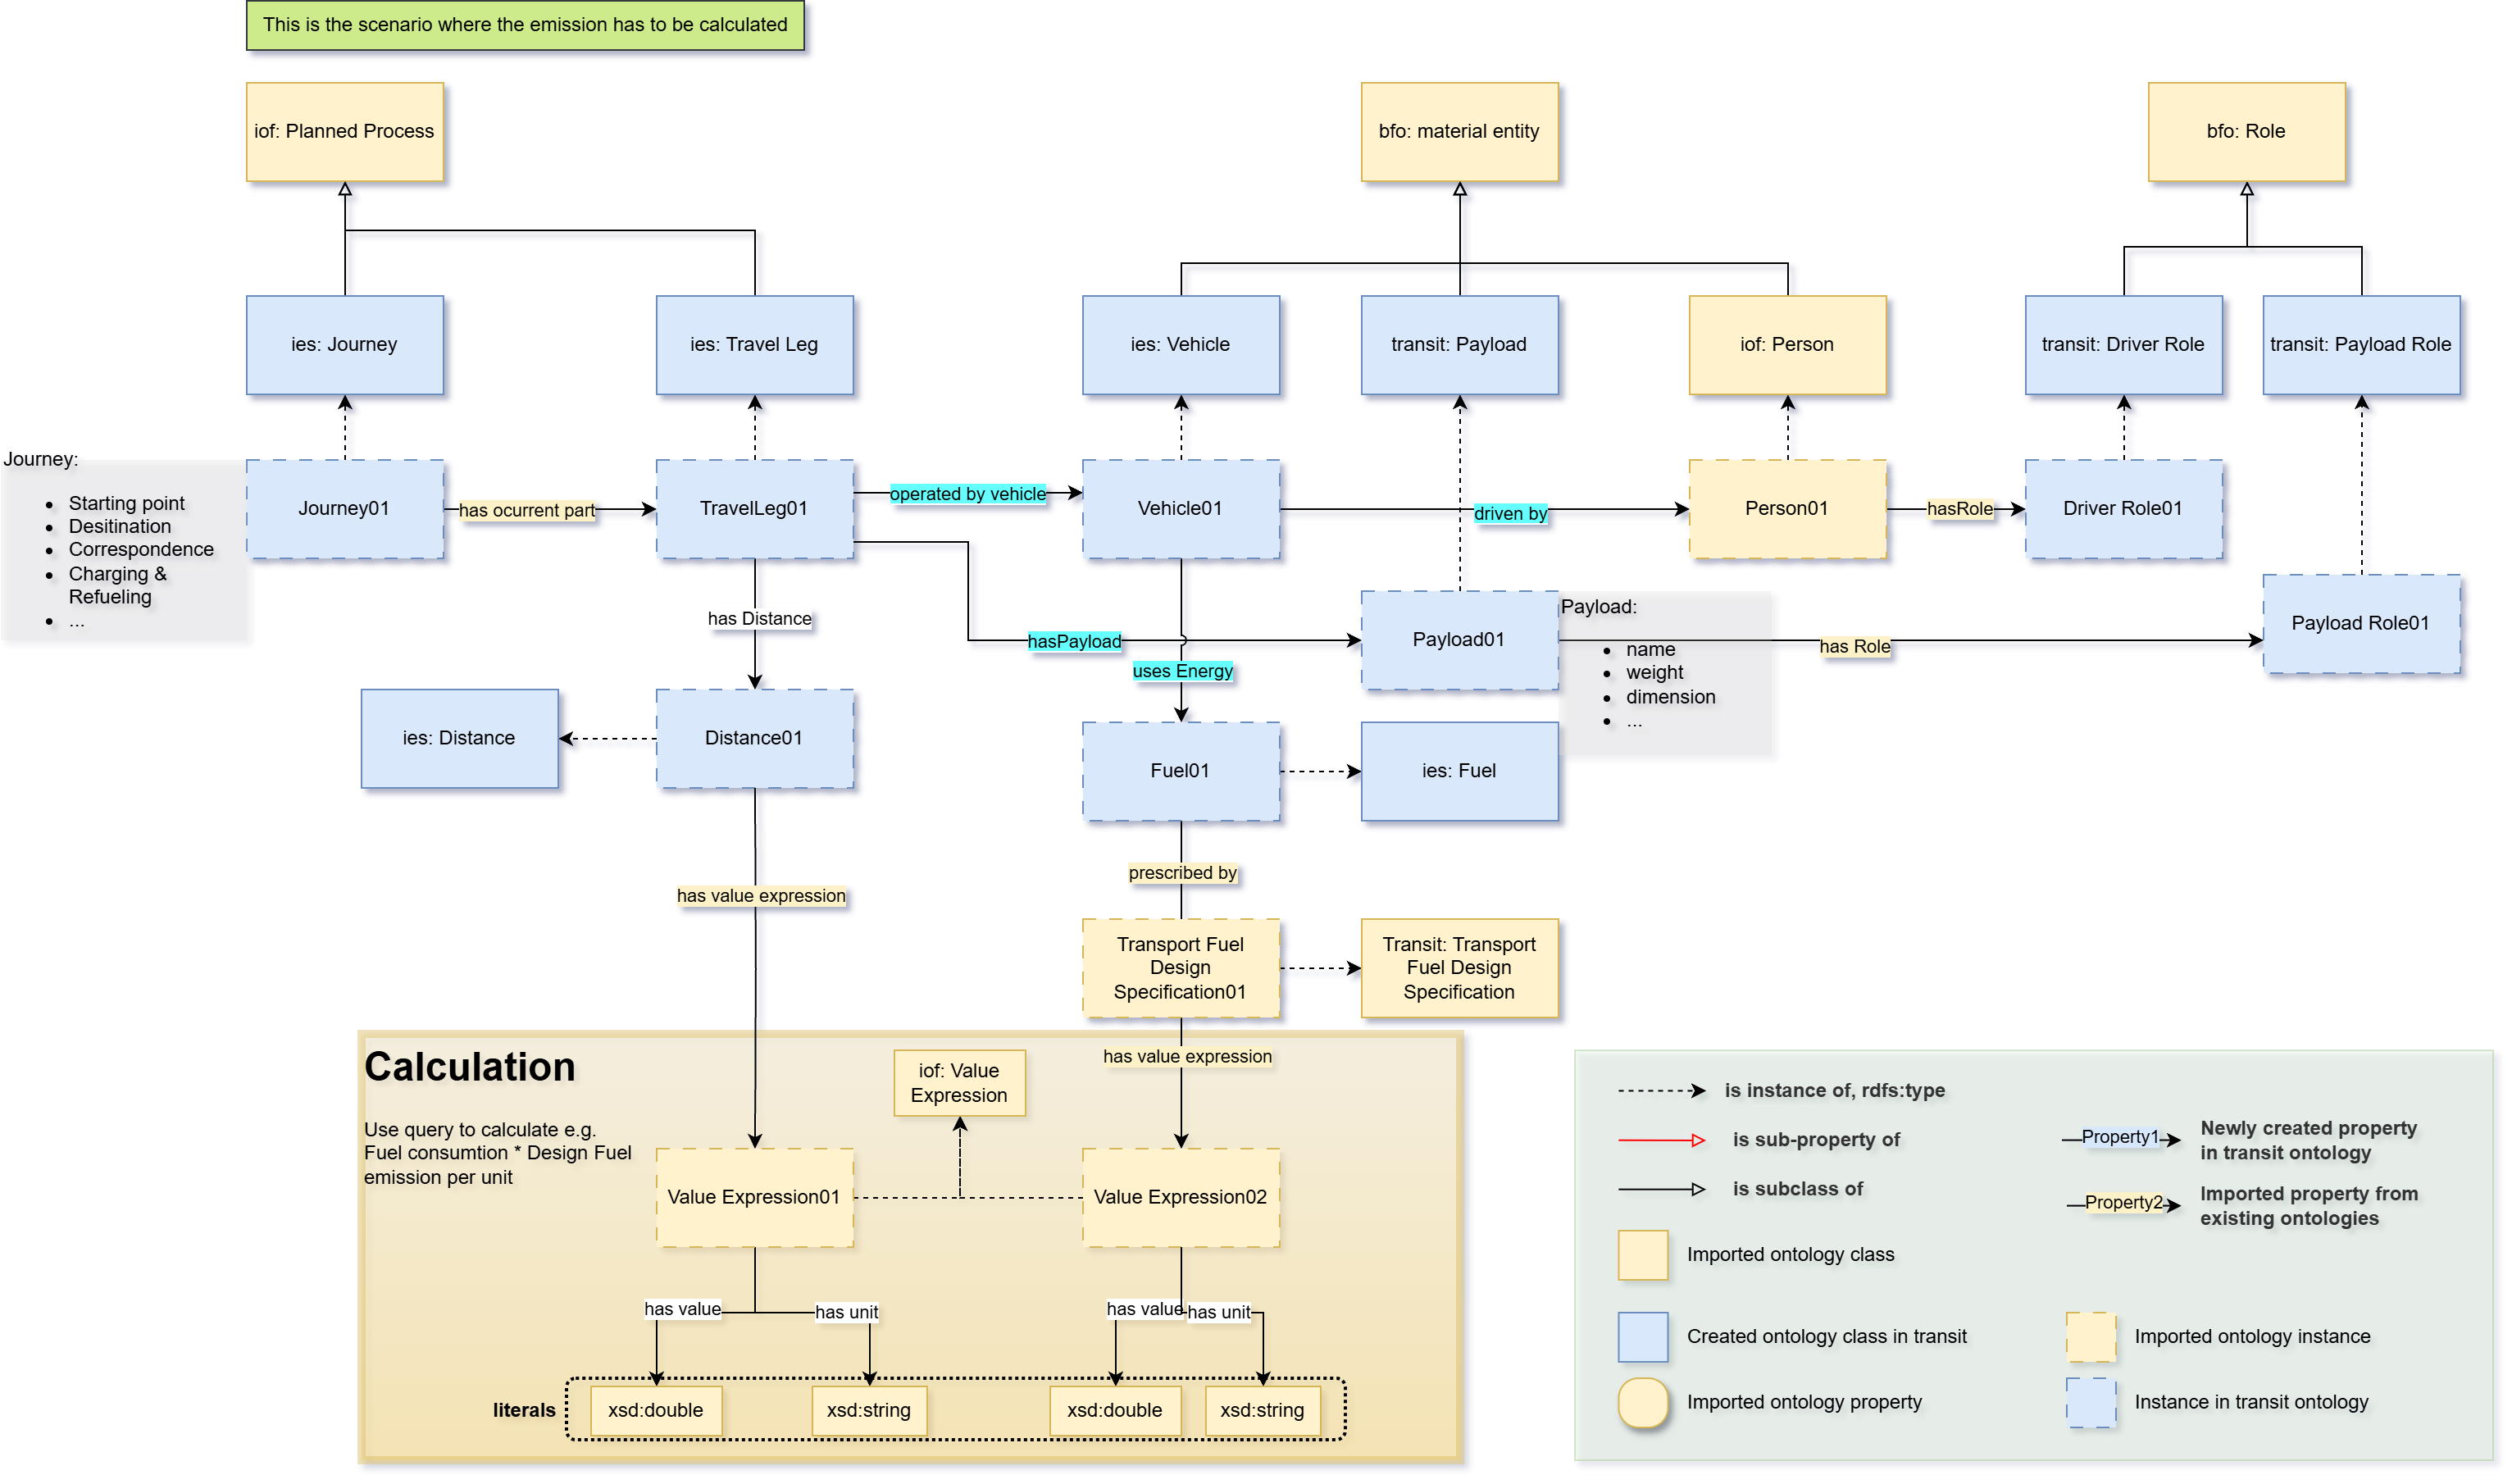 This is the scenario where the emission has to be calculated
iof: Planned Process
bfo: material entity
bfo: Role
ies: Journey
ies: Travel Leg
ies: Vehicle
transit: Payload
iof: Person
transit: Driver Role
transit: Payload Role
Journey:
Starting point
Desitination
Correspondence
Charging &
Refueling
...
Journey01
has ocurrent part
TravelLeg01
operated by vehicle
Vehicle01
driven by
Person01
hasRole
Driver Role01
has Distance
hasPayload
uses Energy
Payload01
Payload:
name
weight
dimension
...
has Role
Payload Role01
ies: Distance
Distance01
Fuel01
ies: Fuel
has value expression
prescribed by
Transport Fuel
Design
Specification01
Transit: Transport
Fuel Design
Specification
Calculation
Use query to calculate e.g.
Fuel consumtion * Design Fuel
emission per unit
iof: Value
Expression
has value expression
Value Expression01
Value Expression02
has value
has unit
has value
has unit
literals
xsd:double
xsd:string
xsd:double
xsd:string
is instance of, rdfs:type
is sub-property of
is subclass of
Property1
Newly created property
in transit ontology
Property2
Imported property from
existing ontologies
Imported ontology class
Created ontology class in transit
Imported ontology instance
Imported ontology property
Instance in transit ontology